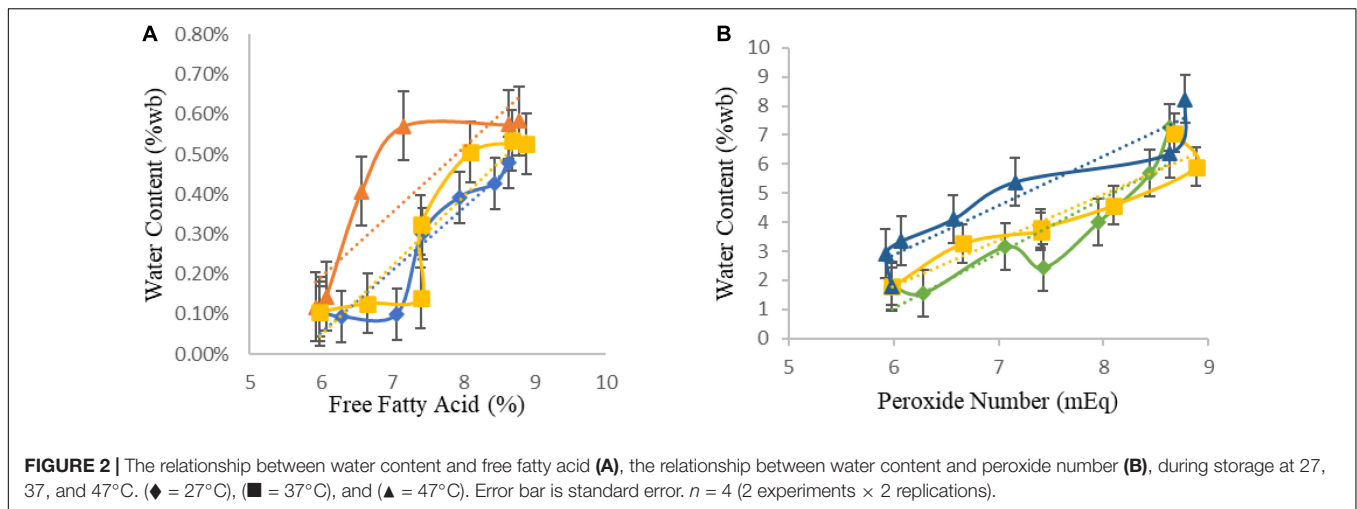 A
0.80%
0.70%
0.60%
0.50%
0.40%
0.30%
0.20%
0.10%
0.00%
Water Content (%wb)
5 6 7 8 9 10
Free Fatty Acid (%)
B
10
9
8
7
6
5
4
3
2
1
0
Water Content (%wb)
5 6 7 8 9
Peroxide Number (mEq)
FIGURE 2 | The relationship between water content and free fatty acid (A), the relationship between water content and peroxide number (B), during storage at 27,
37, and 47°C. (♦ = 27°C), (■ = 37°C), and (▲ = 47°C). Error bar is standard error. n = 4 (2 experiments × 2 replications).